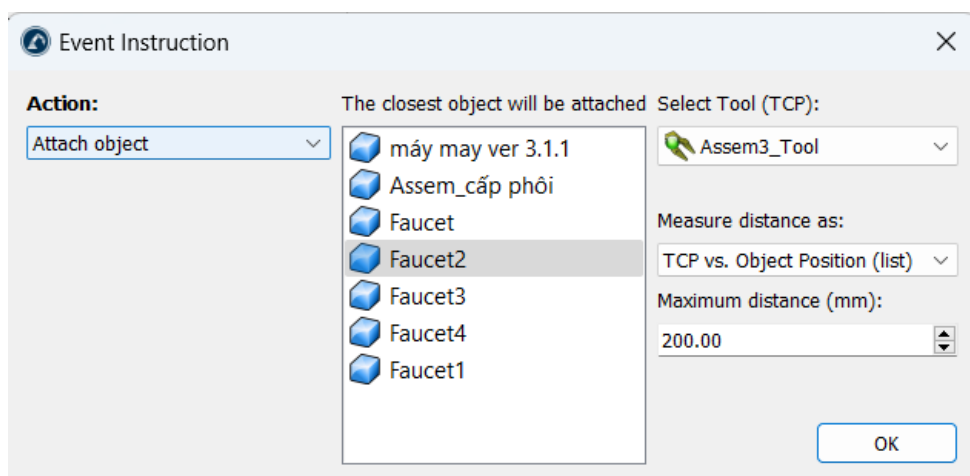 Event Instruction
Action:
Attach object
The closest object will be attached
máy may ver 3.1.1
Assem_cấp phôi
Faucet
Faucet2
Faucet3
Faucet4
Faucet1
Select Tool (TCP):
Assem3_Tool
Measure distance as:
TCP vs. Object Position (list)
Maximum distance (mm):
200.00
OK